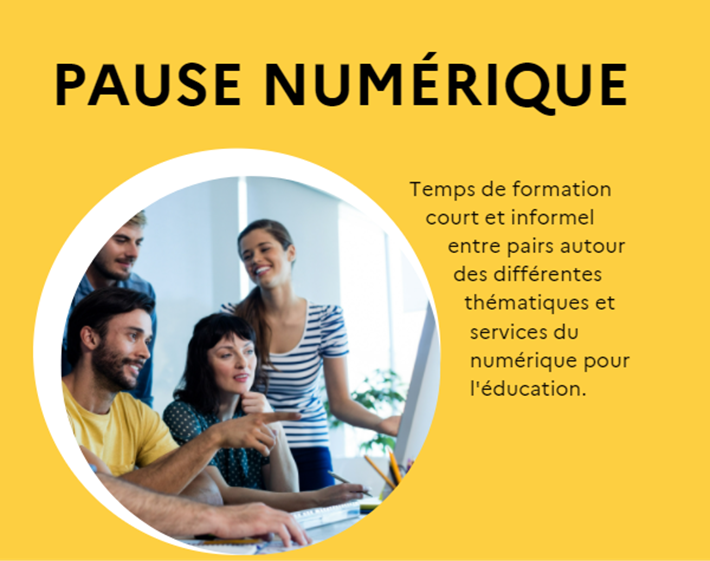 PAUSE NUMÉRIQUE
Temps de formation
court et informel
entre pairs autour
des différentes
thématiques et
services du
numérique pour
l'éducation.